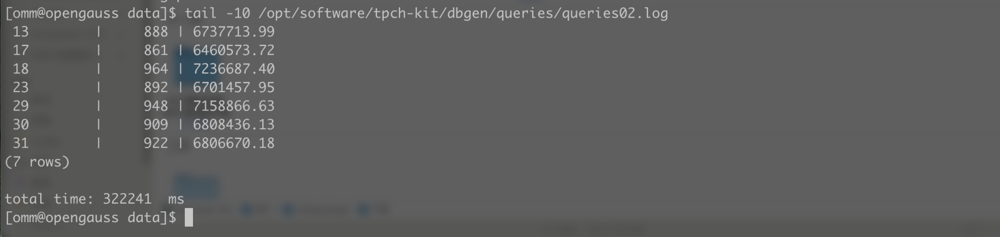 [omm@opengauss data]$ tail -10 /opt/software/tpch-kit/dbgen/queries/queries02.log
13 | 888 | 6737713.99
17 | 861 | 6460573.72
18 | 964 | 7236687.40
23 | 892 | 6701457.95
29 | 948 | 7158866.63
30 | 909 | 6808436.13
31 | 922 | 6806670.18
(7 rows)
total time: 322241 ms
[omm@opengauss data]$